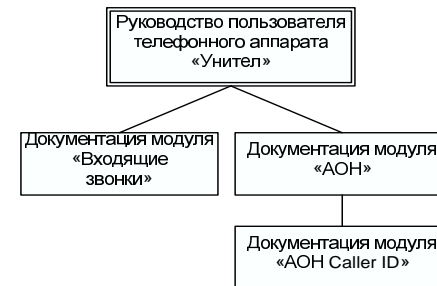 Руководство пользователя
телефонного аппарата
«Унител»
Документация модуля
«Входящие
звонки»
Документация модуля
«АОН»
Документация модуля
«АОН Caller ID»